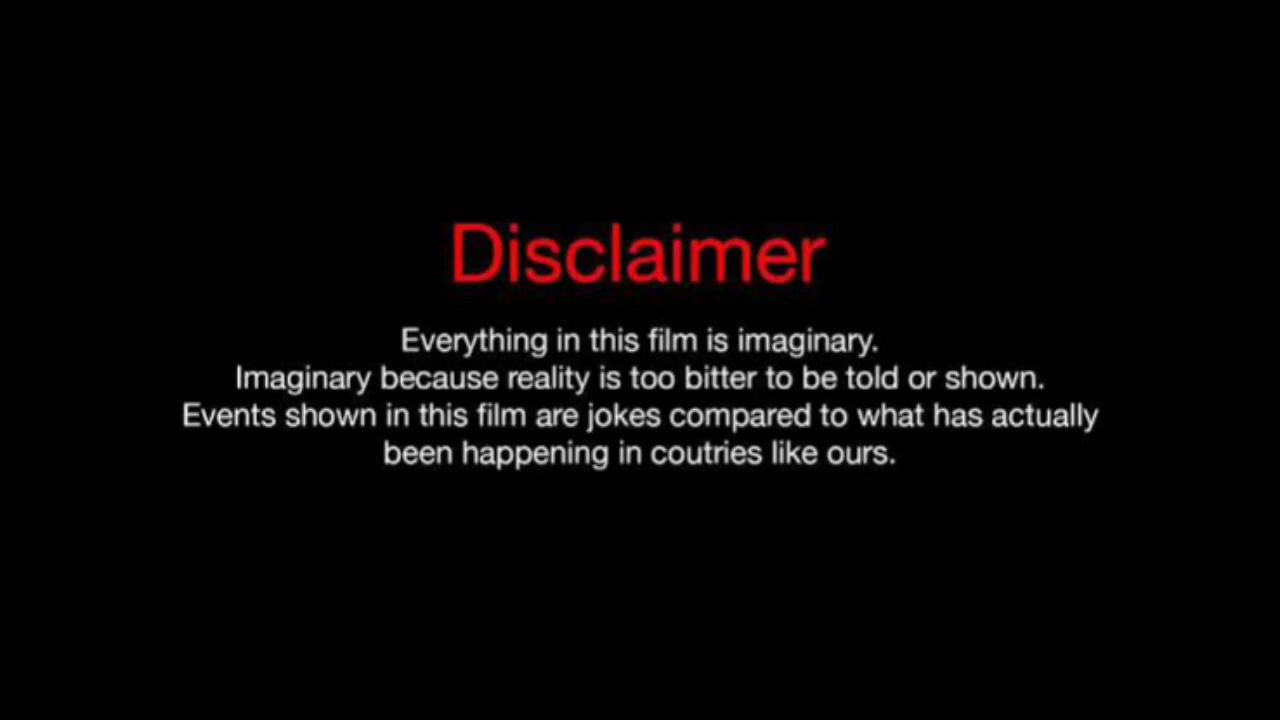 Disclaimer
Everything in this film is imaginary.
Imaginary because reality is too bitter to be told or shown.
Events shown in this film are jokes compared to what has actually
been happening in coutries like ours.